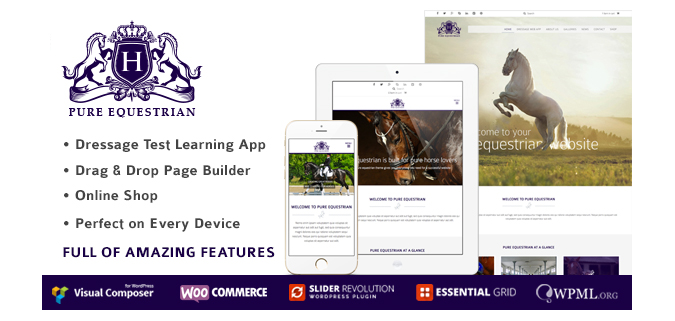 H
PURE EQUESTRIAN
• Dressage Test Learning App
• Drag & Drop Page Builder
• Online Shop
• Perfect on Every Device
FULL OF AMAZING FEATURES
PURE EQUESTRIAN
come to your
equestrian website
WELCOME TO PURE EQUESTRIAN
PURE EQUESTRIAN AT A GLANCE
equestrian is built for pure horse lovers
WELCOME TO PURE EQUESTRIAN
PURE EQUESTRIAN AT A GLANCE
WELCOME TO PURE EQUESTRIAN
for WordPress
Visual Composer
WOO COMMERCE
SLIDER REVOLUTION
WORDPRESS PLUGIN
ESSENTIAL GRID
WPML.ORG